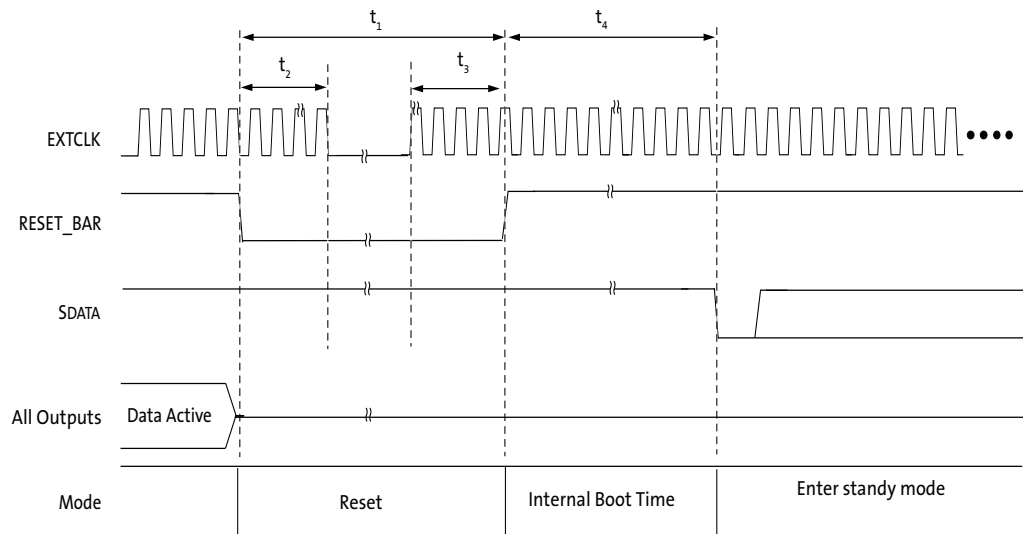 t1
t4
t2
t3
EXTCLK
RESET_BAR
SDATA
All Outputs
Data Active
Mode
Reset
Internal Boot Time
Enter standy mode